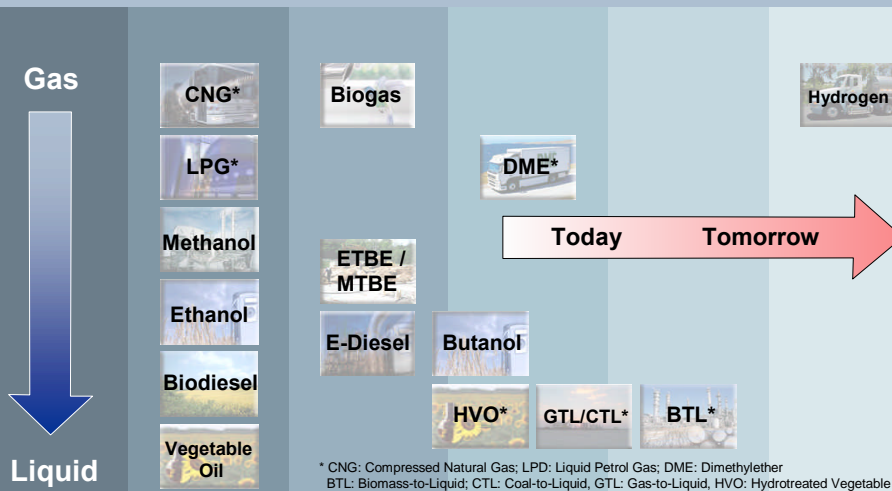 Gas
CNG*
Biogas
Hydrogen
LPG*
DME*
Today Tomorrow
Methanol
ETBE /
MTBE
Ethanol
E-Diesel
Butanol
Biodiesel
HVO*
GTL/CTL*
BTL*
Vegetable
Oil
Liquid
* CNG: Compressed Natural Gas; LPD: Liquid Petrol Gas; DME: Dimethylether
BTL: Biomass-to-Liquid; CTL: Coal-to-Liquid, GTL: Gas-to-Liquid, HVO: Hydrotreated Vegetable